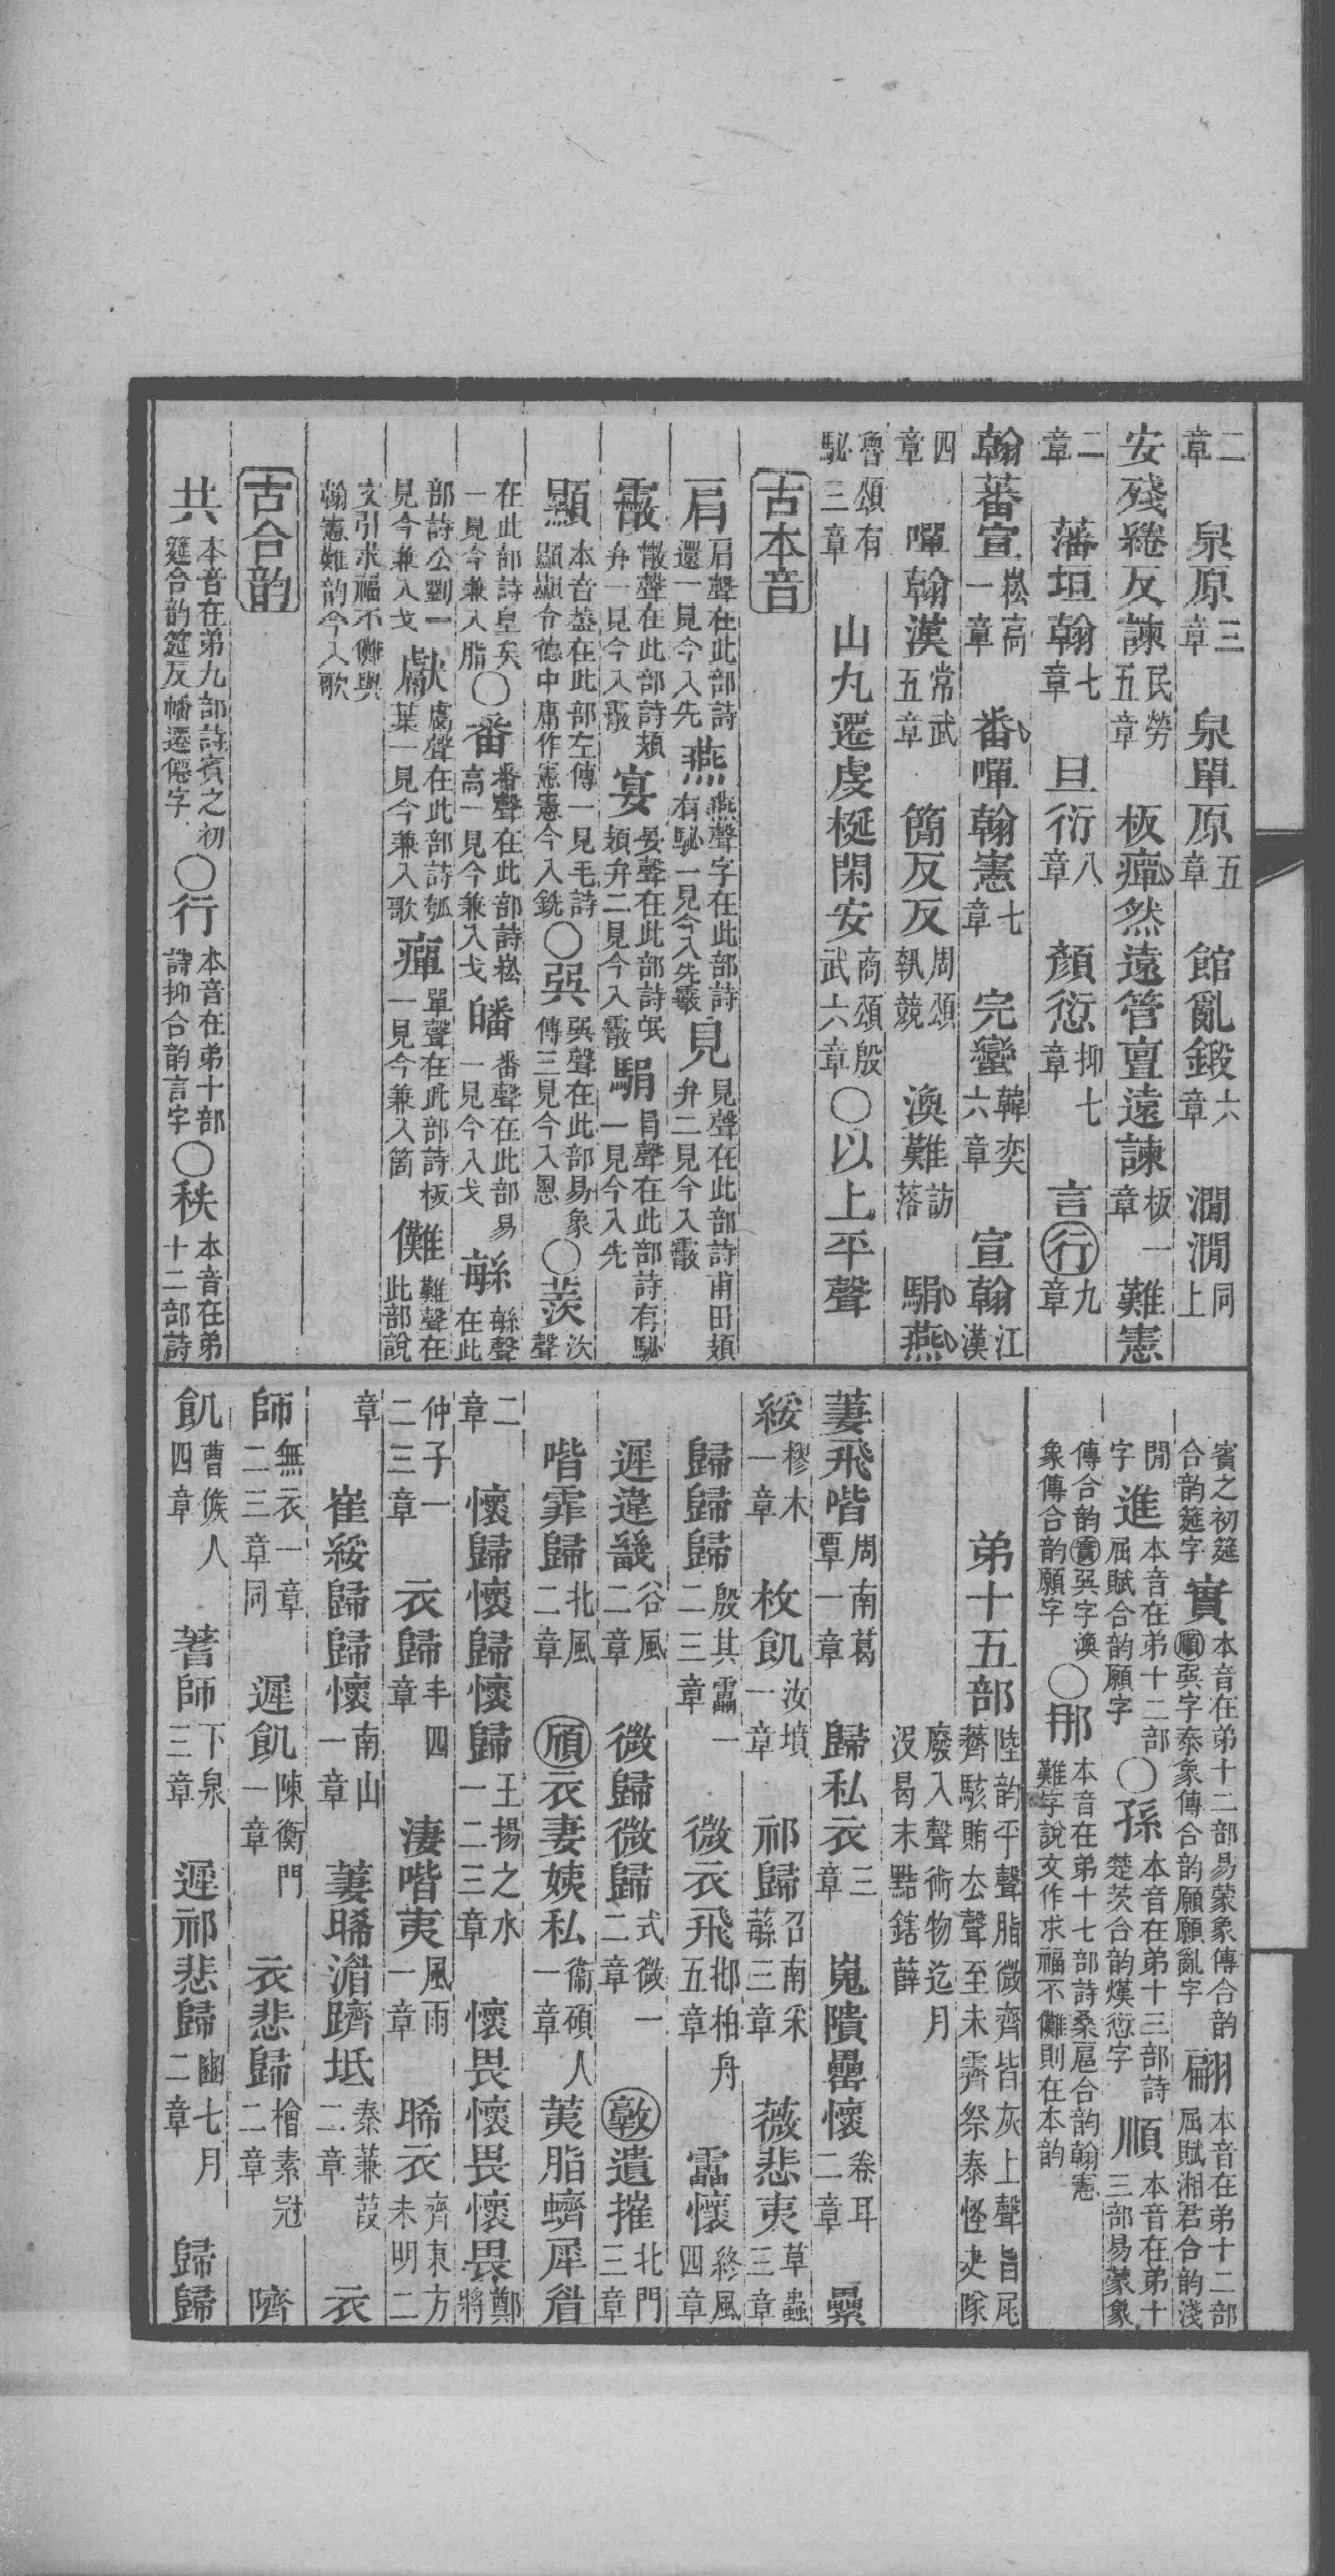 二章　泉原三章　泉單原五章　館亂鍛六章　澗澗同上
安殘綣反諫民勞五章　板癉然遠管亶遠諫板一章　難憲
二章　藩垣翰七章　旦衍八章　顏愆抑七章　言行九章
翰蕃宣崧高一章　番嘽翰憲七章　完蠻韓奕六章　宣翰江漢
四章　嘽翰漢常武五章　簡反反周頌執競　渙難訪落　駽燕
魯頌有駜三章　山丸遷虔梴閑安商頌殷武六章○以上平聲
古本音
肩肩聲在此部詩還一見今入先　燕燕聲字在此部詩有駜一見今入先霰　見見聲在此部詩甫田頍弁二見今入霰
霰㪔聲在此部詩頍弁一見今入霰　宴妟聲在此部詩氓頍弁二見今入霰　駽肙聲在此部詩有駜一見今入先
顯本音葢在此部左傳一見毛詩顯顯令德中庸作憲憲今入銑○巽巽聲在此部易象傳三見今入慁○羨㳄聲
在此部詩皇矣一見今兼入脂○番番聲在此部詩崧高一見今兼入戈　皤番聲在此部易一見今入戈　蘇聲在此
部詩公劉一見今兼入戈　獻鬳聲在此部詩瓠葉一見今兼入歌　癉單聲在此部詩板一見今兼入箇　儺難聲在此部說
文引求福不儺與翰憲難韵今入歌
古合韵
共本音在弟九部詩賓之初筵合韵筵反幡遷僊字○行本音在弟十部詩抑合韵言字○秩本音在弟十二部詩
賓之初筵合韵筵字　實本音在弟十二部易蒙象傳合韵順巽字泰象傳合韵願願亂字　翩本音在弟十二部屈賦湘君合韵淺
閒字　進本音在弟十二部屈賦合韵願字○孫本音在弟十三部詩楚茨合韵熯愆字　順本音在弟十三部易蒙象
傳合韵實巽字渙象傳合韵願字○那本音在弟十七部詩桑扈合韵翰憲難字說文作求福不儺則在本韵
弟十五部陸韵平聲脂微齊皆灰上聲旨尾薺駭賄去聲至未霽祭泰怪夬隊廢入聲術物迄月沒曷末黠鎋薛
萋飛喈周南葛覃一章　歸私衣三章　嵬隤罍懷卷耳二章　纍
綏樛木一章　枚飢汝墳一章　祁歸召南采蘩三章　薇悲夷草蟲三章
歸歸歸殷其靁一二三章　微衣飛邶柏舟五章　靁懷終風四章
遲違畿谷風二章　微歸微歸式微一二章　敦遺摧北門三章
喈霏歸北風二章　頎衣妻姨私衞碩人一章　荑脂蠐犀眉
二章　懷歸懷歸懷歸王揚之水一二三章　懷畏懷畏懷畏鄭將
仲子一二三章　衣歸丰四章　淒喈夷風雨一章　晞衣齊東方未明二
章　崔綏歸歸懷南山一章　萋晞湄躋坻秦蒹葭二章　衣
師無衣一章二三章同　遲飢陳衡門一章　衣悲歸檜素冠二章　隮
飢曹候人四章　蓍師下泉三章　遲祁悲歸豳七月二章　歸歸